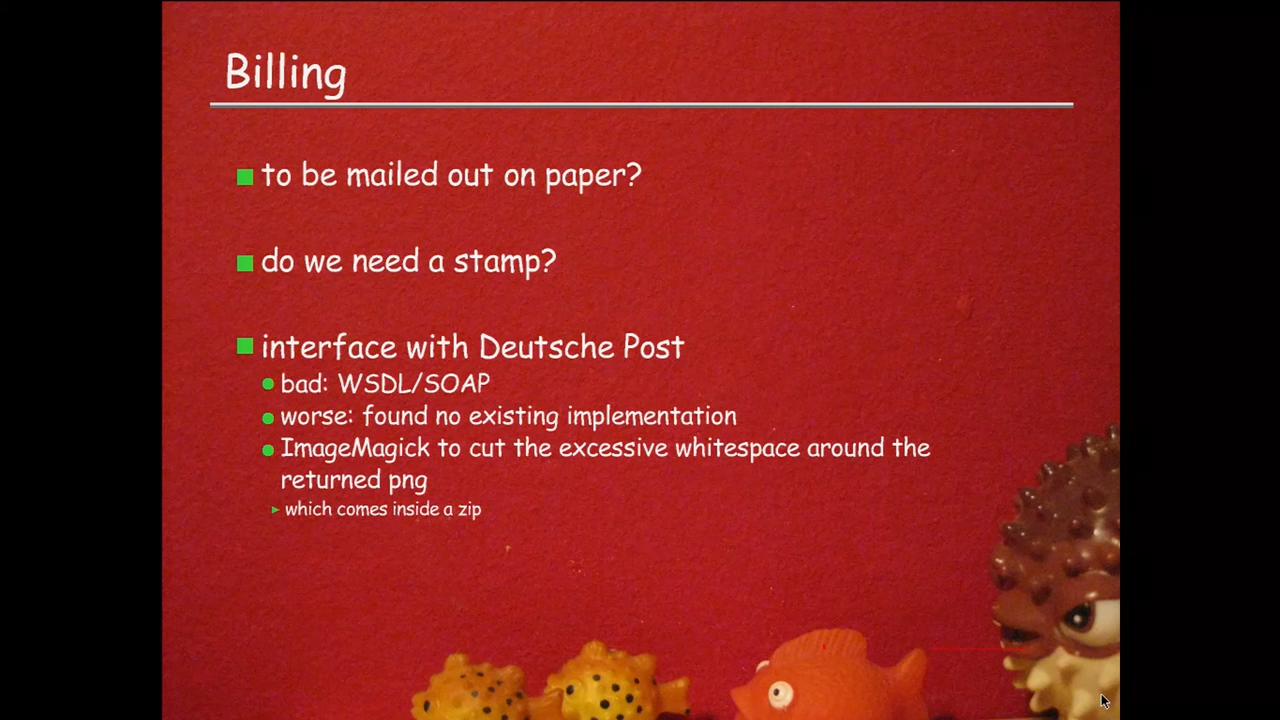 Billing
to be mailed out on paper?
do we need a stamp?
interface with Deutsche Post
bad: WSDL/SOAP
worse: found no existing implementation
ImageMagick to cut the excessive whitespace around the
returned png
which comes inside a zip